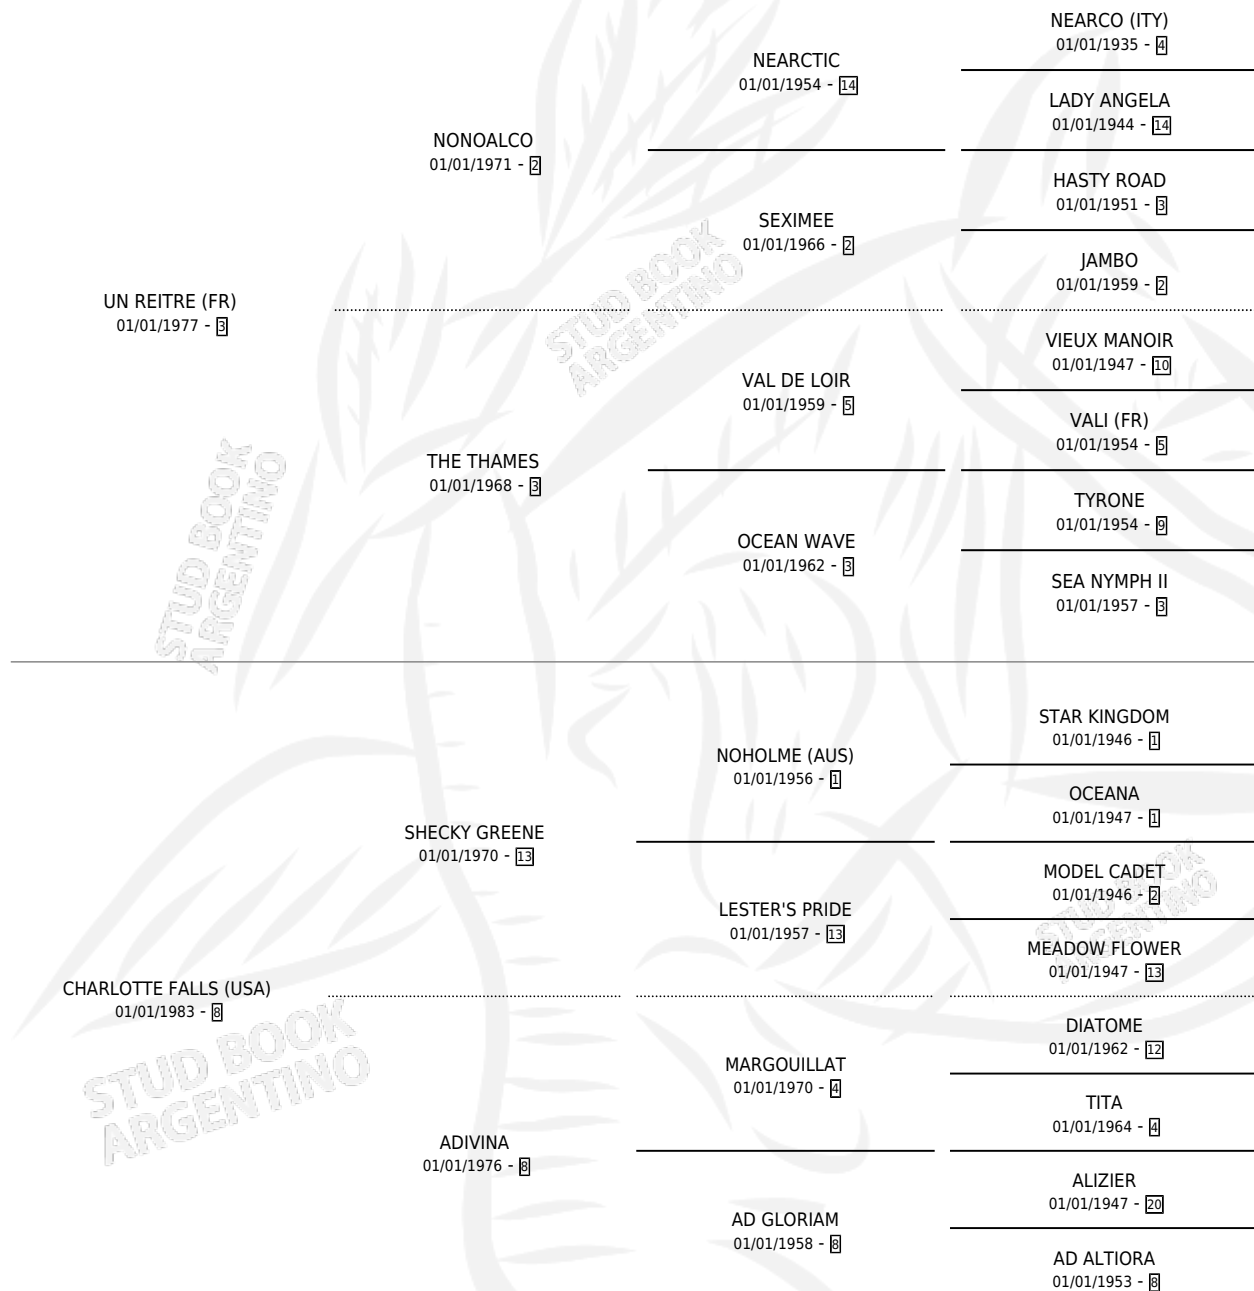 NEARCO (ITY)
01/01/1935 - 4
NEARCTIC
01/01/1954 - 14
LADY ANGELA
01/01/1944 - 14
NONOALCO
01/01/1971 - 2
HASTY ROAD
01/01/1951 - 3
SEXIMEE
01/01/1966 - 2
JAMBO
01/01/1959 - 2
UN REITRE (FR)
01/01/1977 - 3
VIEUX MANOIR
01/01/1947 - 10
VAL DE LOIR
01/01/1959 - 5
VALI (FR)
01/01/1954 - 5
THE THAMES
01/01/1968 - 3
TYRONE
01/01/1954 - 9
OCEAN WAVE
01/01/1962 - 3
SEA NYMPH II
01/01/1957 - 3
STAR KINGDOM
01/01/1946 - 1
NOHOLME (AUS)
01/01/1956 - 1
OCEANA
01/01/1947 - 1
SHECKY GREENE
01/01/1970 - 13
MODEL CADET
01/01/1946 - 2
LESTER'S PRIDE
01/01/1957 - 13
MEADOW FLOWER
01/01/1947 - 13
CHARLOTTE FALLS (USA)
01/01/1983 - 8
DIATOME
01/01/1962 - 12
MARGOUILLAT
01/01/1970 - 4
TITA
01/01/1964 - 4
ADIVINA
01/01/1976 - 8
ALIZIER
01/01/1947 - 20
AD GLORIAM
01/01/1958 - 8
AD ALTIORA
01/01/1953 - 8
STUD BOOK
ARGENTINO
STUD BOOK
ARGENTINO
STUD BOOK
ARGENTINO
STUD BOOK
ARGENTINO